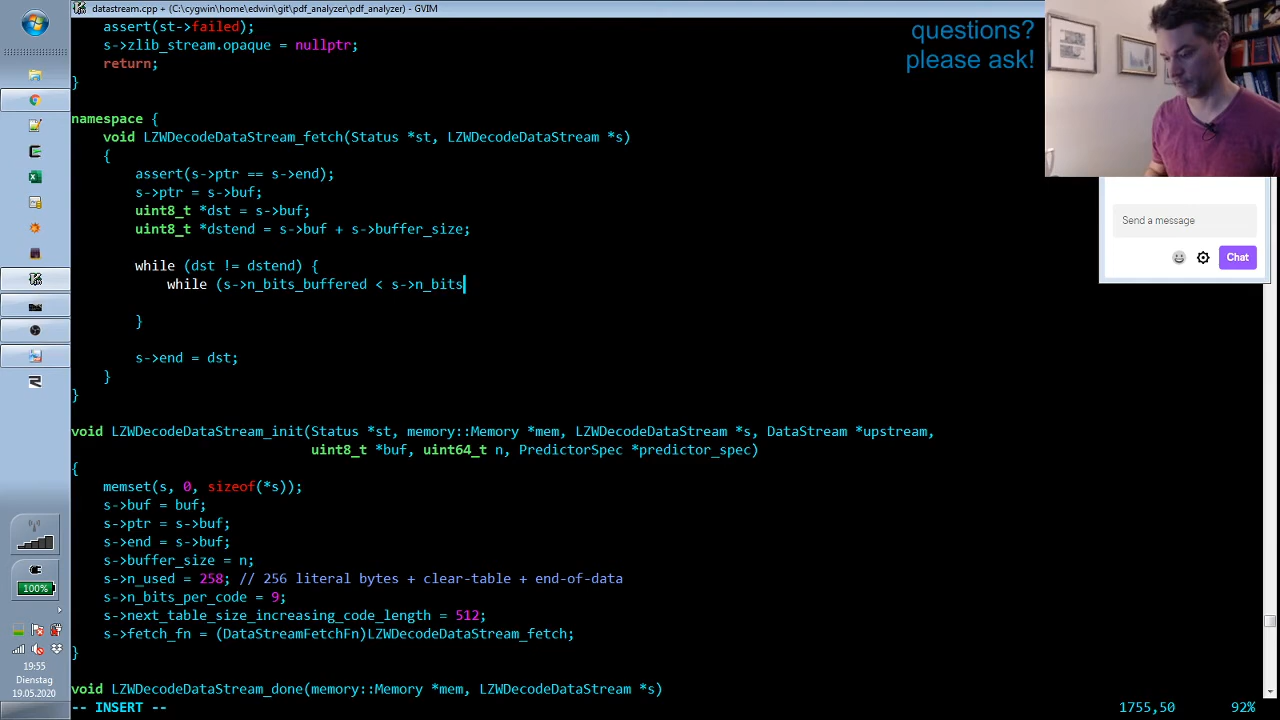 datastream.cpp + (C:\cygwin\home\edwin\git\pdf_analyzer\pdf_analyzer) - GVIM
assert(st->failed);
s->zlib_stream.opaque = nullptr;
return;
}
questions?
please ask!
namespace {
void LZWDecodeDataStream_fetch(Status *st, LZWDecodeDataStream *s)
{
assert(s->ptr == s->end);
s->ptr = s->buf;
uint8_t *dst = s->buf;
uint8_t *dstend = s->buf + s->buffer_size;
while (dst != dstend) {
while (s->n_bits_buffered < s->n_bits
}
s->end = dst;
}
}
void LZWDecodeDataStream_init(Status *st, memory::Memory *mem, LZWDecodeDataStream *s, DataStream *upstream,
uint8_t *buf, uint64_t n, PredictorSpec *predictor_spec)
{
memset(s, 0, sizeof(*s));
s->buf = buf;
s->ptr = s->buf;
s->end = s->buf;
s->buffer_size = n;
s->n_used = 258; // 256 literal bytes + clear-table + end-of-data
s->n_bits_per_code = 9;
s->next_table_size_increasing_code_length = 512;
s->fetch_fn = (DataStreamFetchFn)LZWDecodeDataStream_fetch;
}
void LZWDecodeDataStream_done(memory::Memory *mem, LZWDecodeDataStream *s)
-- INSERT --
1755,50
92%
Send a message
Chat
100%
19:55
Dienstag
19.05.2020